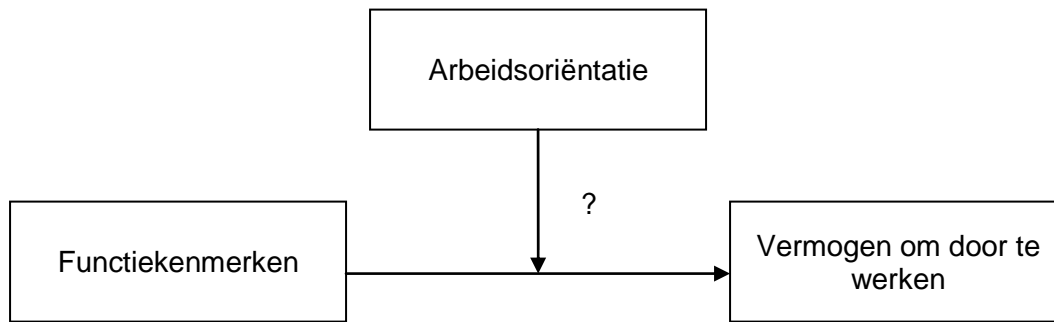 Arbeidsoriëntatie
?
Functiekenmerken
Vermogen om door te
werken